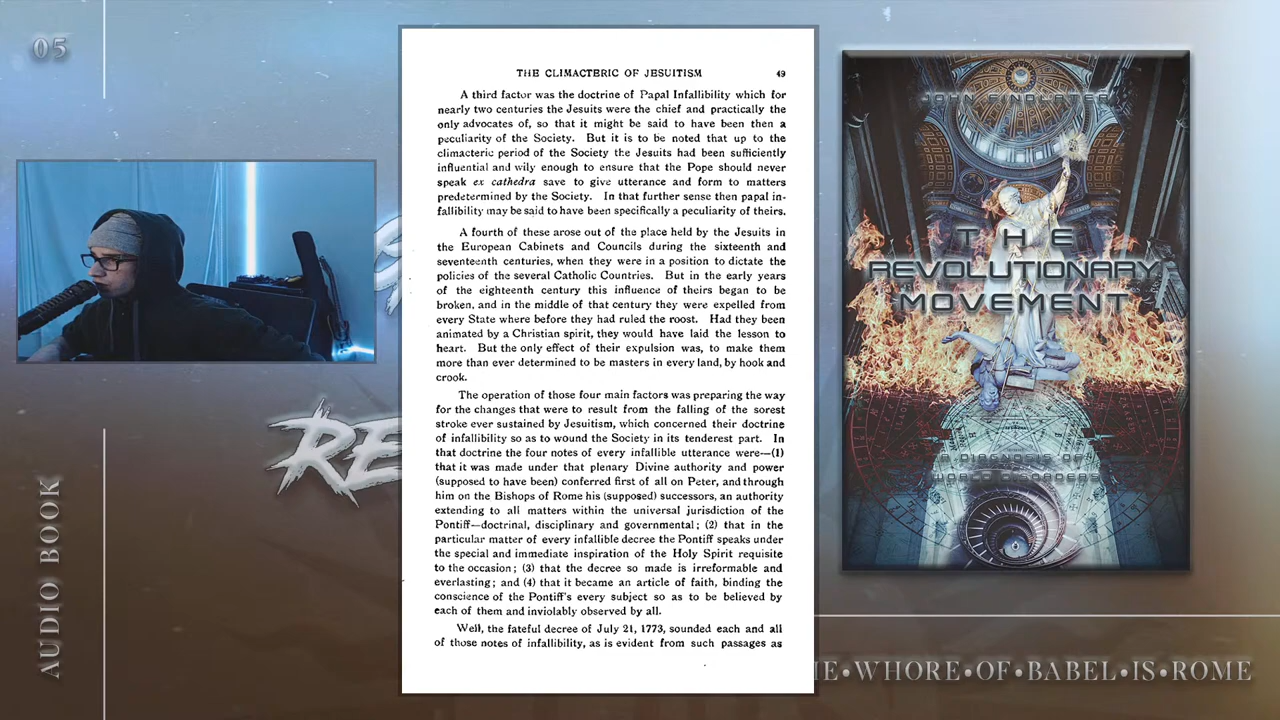 05
THE CLIMACTERIC OF JESUITISM 49
A third factor was the doctrine of Papal Infallibility which for
nearly two centuries the Jesuits were the chief and practically the
only advocates of, so that it might be said to have been then a
peculiarity of the Society. But it is to be noted that up to the
climacteric period of the Society the Jesuits had been sufficiently
influential and wily enough to ensure that the Pope should never
speak ex cathedra save to give utterance and form to matters
predetermined by the Society. In that further sense then papal in-
fallibility may be said to have been specifically a peculiarity of theirs.
A fourth of these arose out of the place held by the Jesuits in
the European Cabinets and Councils during the sixteenth and
seventeenth centuries, when they were in a position to dictate the
policies of the several Catholic Countries. But in the early years
of the eighteenth century this influence of theirs began to be
broken, and in the middle of that century they were expelled from
every State where before they had ruled the roost. Had they been
animated by a Christian spirit, they would have laid the lesson to
heart. But the only effect of their expulsion was, to make them
more than ever determined to be masters in every land, by hook and
crook.
The operation of those four main factors was preparing the way
for the changes that were to result from the falling of the sorest
stroke ever sustained by Jesuitism, which concerned their doctrine
of infallibility so as to wound the Society in its tenderest part. In
that doctrine the four notes of every infallible utterance were—(1)
that it was made under that plenary Divine authority and power
(supposed to have been) conferred first of all on Peter, and through
him on the Bishops of Rome his (supposed) successors, an authority
extending to all matters within the universal jurisdiction of the
Pontiff—doctrinal, disciplinary and governmental; (2) that in the
particular matter of every infallible decree the Pontiff speaks under
the special and immediate inspiration of the Holy Spirit requisite
to the occasion; (3) that the decree so made is irreformable and
everlasting; and (4) that it became an article of faith, binding the
conscience of the Pontiff's every subject so as to be believed by
each of them and inviolably observed by all.
Well, the fateful decree of July 21, 1773, sounded each and all
of those notes of infallibility, as is evident from such passages as
JOHN FINDLATER
THE
REVOLUTIONARY
MOVEMENT
A DIAGNOSIS OF
WORLD DISORDERS
RE
AUDIO BOOK
HE•WHORE•OF•BABEL•IS•ROME